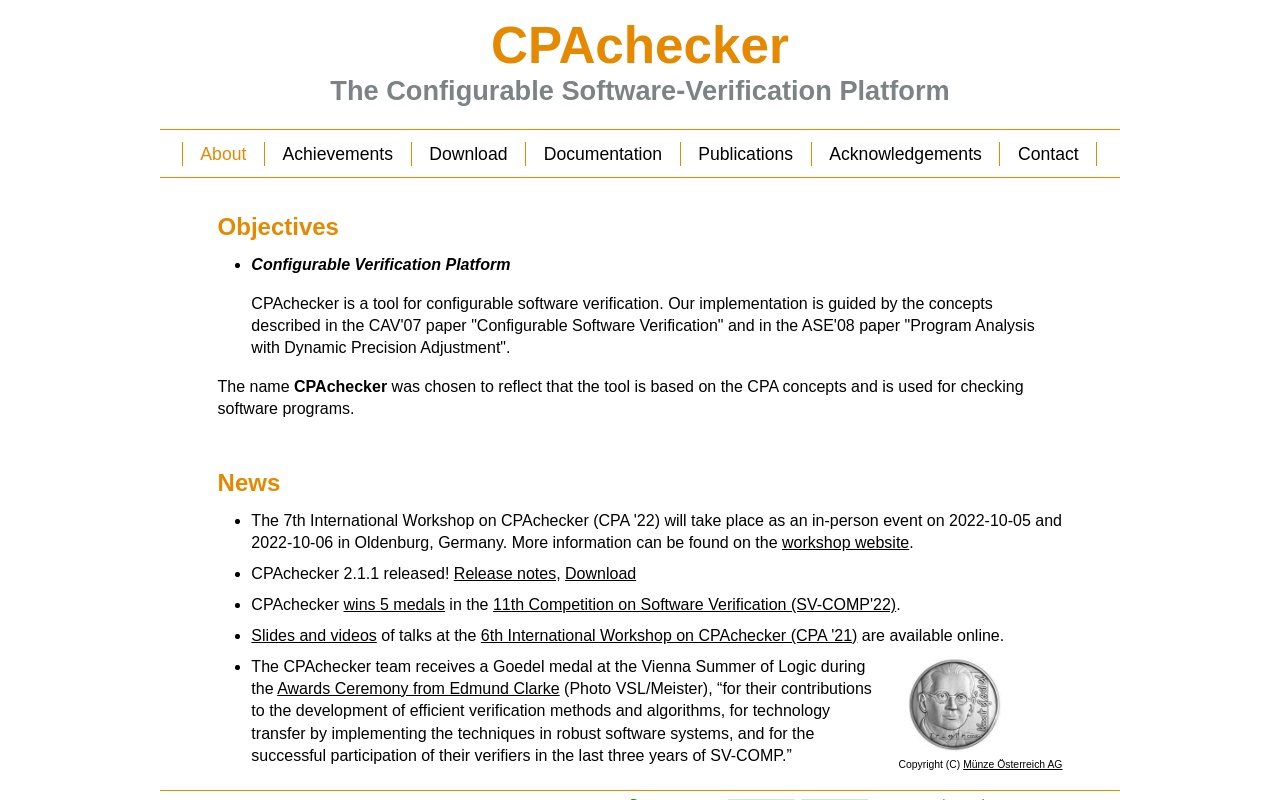 CPAchecker
The Configurable Software-Verification Platform
About
Achievements
Download
Documentation
Publications
Acknowledgements
Contact
Objectives
Configurable Verification Platform
CPAchecker is a tool for configurable software verification. Our implementation is guided by the concepts
described in the CAV'07 paper "Configurable Software Verification" and in the ASE'08 paper "Program Analysis
with Dynamic Precision Adjustment".
The name CPAchecker was chosen to reflect that the tool is based on the CPA concepts and is used for checking
software programs.
News
The 7th International Workshop on CPAchecker (CPA '22) will take place as an in-person event on 2022-10-05 and
2022-10-06 in Oldenburg, Germany. More information can be found on the workshop website.
CPAchecker 2.1.1 released! Release notes, Download
CPAchecker wins 5 medals in the 11th Competition on Software Verification (SV-COMP'22).
Slides and videos of talks at the 6th International Workshop on CPAchecker (CPA '21) are available online.
The CPAchecker team receives a Goedel medal at the Vienna Summer of Logic during
the Awards Ceremony from Edmund Clarke (Photo VSL/Meister), “for their contributions
to the development of efficient verification methods and algorithms, for technology
transfer by implementing the techniques in robust software systems, and for the
successful participation of their verifiers in the last three years of SV-COMP.”
Copyright (C) Münze Österreich AG